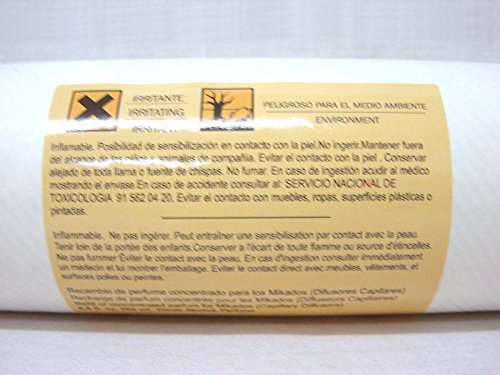 IRRITANTE
IRRITATING
PELIGROSO PARA EL MEDIO AMBIENTE
ENVIRONMENT
Inflamable. Posibilidad de sensibilización en contacto con la piel.No ingerir.Mantener fuera
del alcance de los niños y animales de compañía. Evitar el contacto con la piel . Conservar
alejado de toda llama o fuente de chispas. No fumar. En caso de ingestión acudir al médico
mostrando el envase.En caso de accidente consultar al: SERVICIO NACIONAL DE
TOXICOLOGIA 91 562 04 20. Evitar el contacto con muebles, ropas, superficies plásticas o
pintadas.
Inflammable. Ne pas ingérer. Peut entraîner une sensibilisation par contact avec la peau.
Tenir loin de la portée des enfants.Conserver a l'écart de toute flamme ou source d'étincelles.
Ne pas fummer Éviter le contact avec la peau. En cas d'ingestion consulter immédiatement
un médecin et lui montrer l'emballage. Eviter le contact direct avec meubles, vêtements, et
surfaces polies ou peintes.
Recambio de perfume concentrado para los Mikados (Difusores Capilares)
Recharge de parfum concentrée pour les Mikados (Diffuseurs Capillaires)